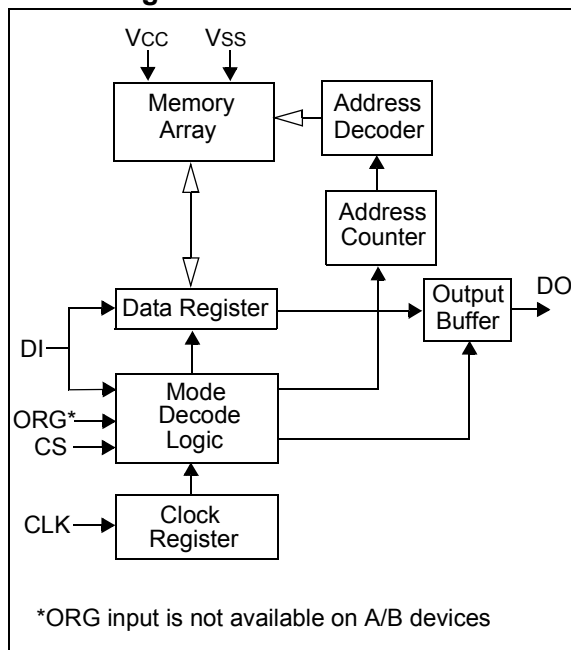 VCC
VSS
Memory
Array
Address
Decoder
Address
Counter
Data Register
Output
Buffer
DO
DI
Mode
Decode
Logic
ORG*
CS
CLK
Clock
Register
*ORG input is not available on A/B devices